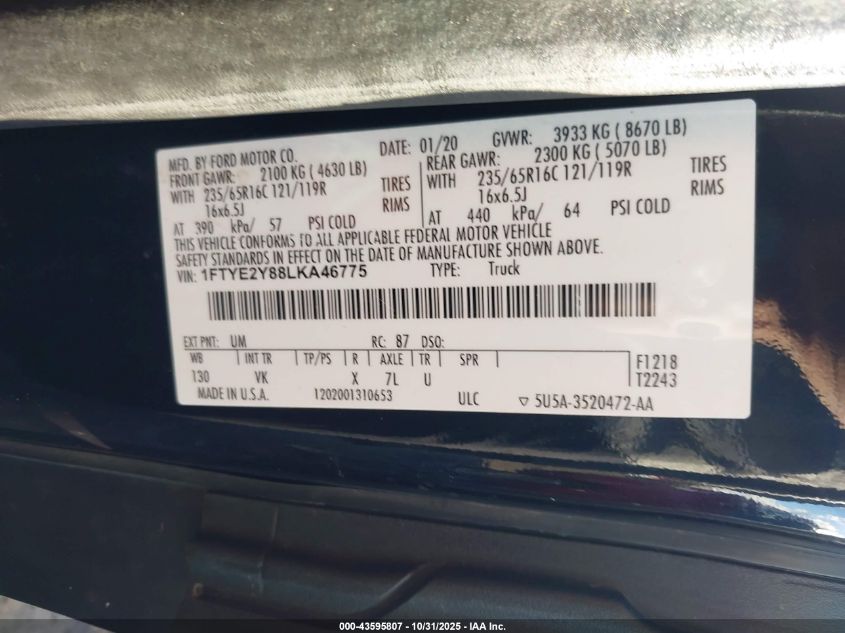 MFD. BY FORD MOTOR CO. DATE: 01/20 GVWR: 3933 KG ( 8670 LB)
FRONT GAWR: 2100 KG ( 4630 LB) REAR GAWR: 2300 KG ( 5070 LB)
WITH 235/65R16C 121/119R TIRES WITH 235/65R16C 121/119R TIRES
16x6.5J RIMS 16x6.5J RIMS
AT 390 kPa/ 57 PSI COLD AT 440 kPa/ 64 PSI COLD
THIS VEHICLE CONFORMS TO ALL APPLICABLE FEDERAL MOTOR VEHICLE
SAFETY STANDARDS IN EFFECT ON THE DATE OF MANUFACTURE SHOWN ABOVE.
VIN: 1FTYE2Y88LKA46775 TYPE: Truck
EXT PNT: UM RC: 87 DSO:
WB INT TR TP/PS R AXLE TR SPR F1218
130 VK X 7L U T2243
MADE IN U.S.A. 1202001310653 ULC ▽ 5U5A-3520472-AA
000-43595807 • 10/31/2025 • IAA Inc.